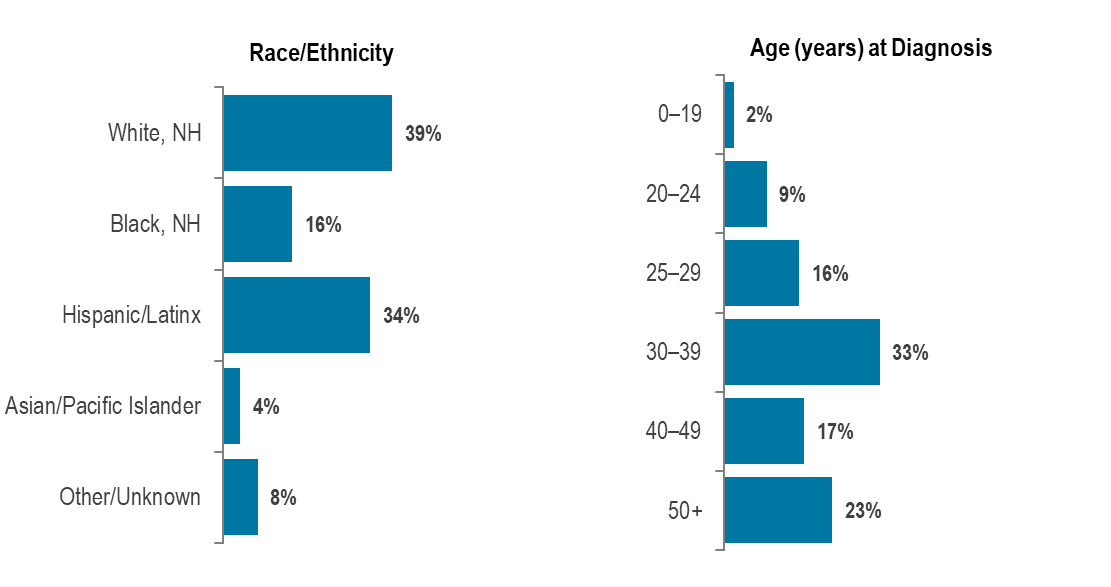 Race/Ethnicity
White, NH
39%
Black, NH
16%
Hispanic/Latinx
34%
Asian/Pacific Islander
4%
Other/Unknown
8%
Age (years) at Diagnosis
0–19
2%
20–24
9%
25–29
16%
30–39
33%
40–49
17%
50+
23%